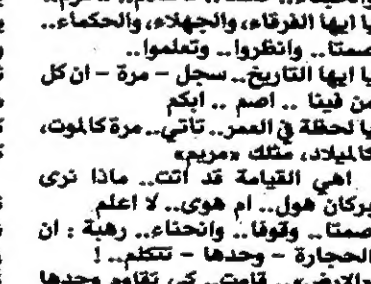 يا ايها الفرقاء، والجهلاء، والحكماء..
صمتا.. وانظروا.. وتعلموا..
يا ايها التاريخ.. سجل - مرة - ان كل
من فينا .. اصم .. ابكم
يا لحظة في العمر.. تاتي.. مرة كالموت،
كالميلاد، مثلك «مريم»
اهي القيامة قد اتت.. ماذا نرى
بركان هول.. ام هوى.. لا اعلم
صمتا.. وقوفا.. وانحناء.. رهبة : ان
الحجارة - وحدها - تتكلم.. !
«الارض».. قامت.. كي تقاوم وحدها